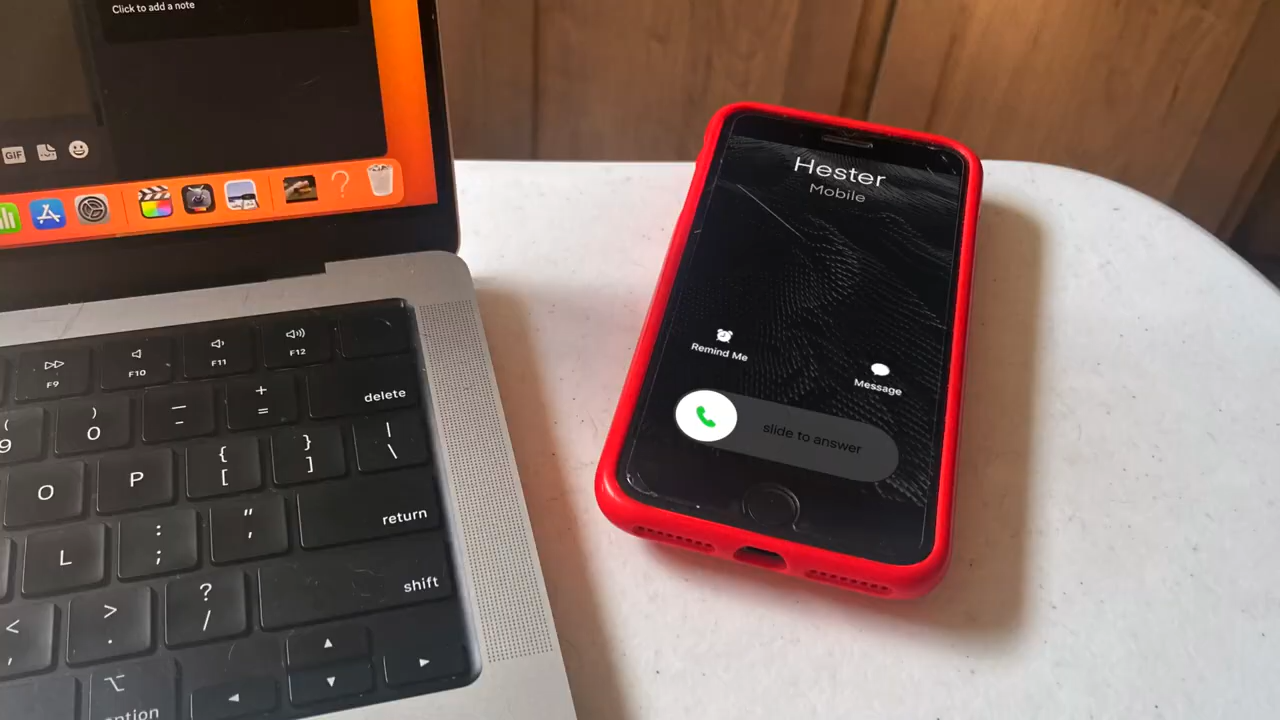 Click to add a note
GIF
Hester
Mobile
Remind Me
Message
slide to answer
F9
F10
F11
F12
delete
( 9
) 0
— -
+ =
O
P
{ [
} ]
| \
return
L
: ;
" '
shift
< ,
> .
? /
option